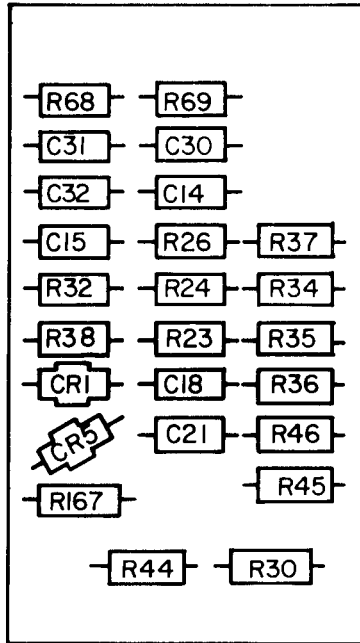 R68 R69
C31 C30
C32 C14
C15 R26 R37
R32 R24 R34
R38 R23 R35
CR1 C18 R36
CR5 C21 R46
R167 R45
R44 R30